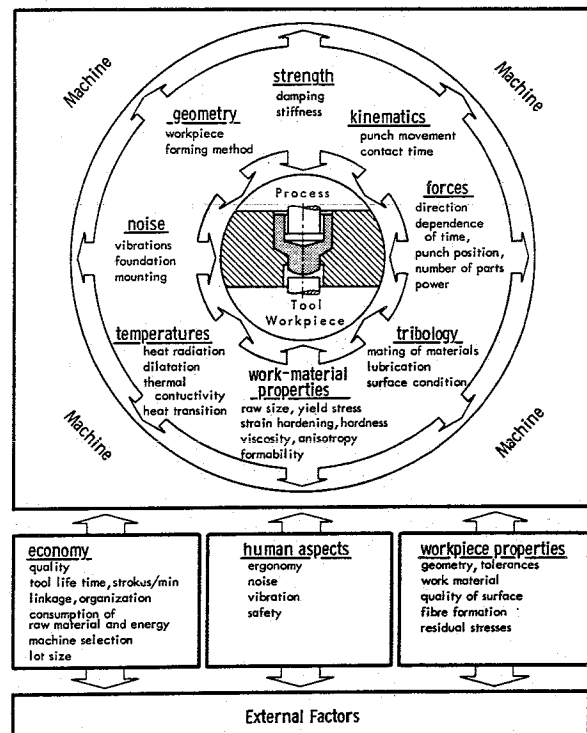 Machine
Machine
strength
damping
stiffness
geometry
workpiece
forming method
kinematics
punch movement
contact time
Process
forces
direction
dependence
of time,
punch position,
number of parts
power
noise
vibrations
foundation
mounting
Tool
Workpiece
temperatures
heat radiation
dilatation
thermal
contuctivity
heat transition
tribology
mating of materials
lubrication
surface condition
work-material
properties
raw size, yield stress
strain hardening, hardness
viscosity, anisotropy
formability
Machine
Machine
economy
quality
tool life time, strokus/min
linkage, organization
consumption of
raw material and energy
machine selection
lot size
human aspects
ergonomy
noise
vibration
safety
workpiece properties
geometry, tolerances
work material
quality of surface
fibre formation
residual stresses
External Factors